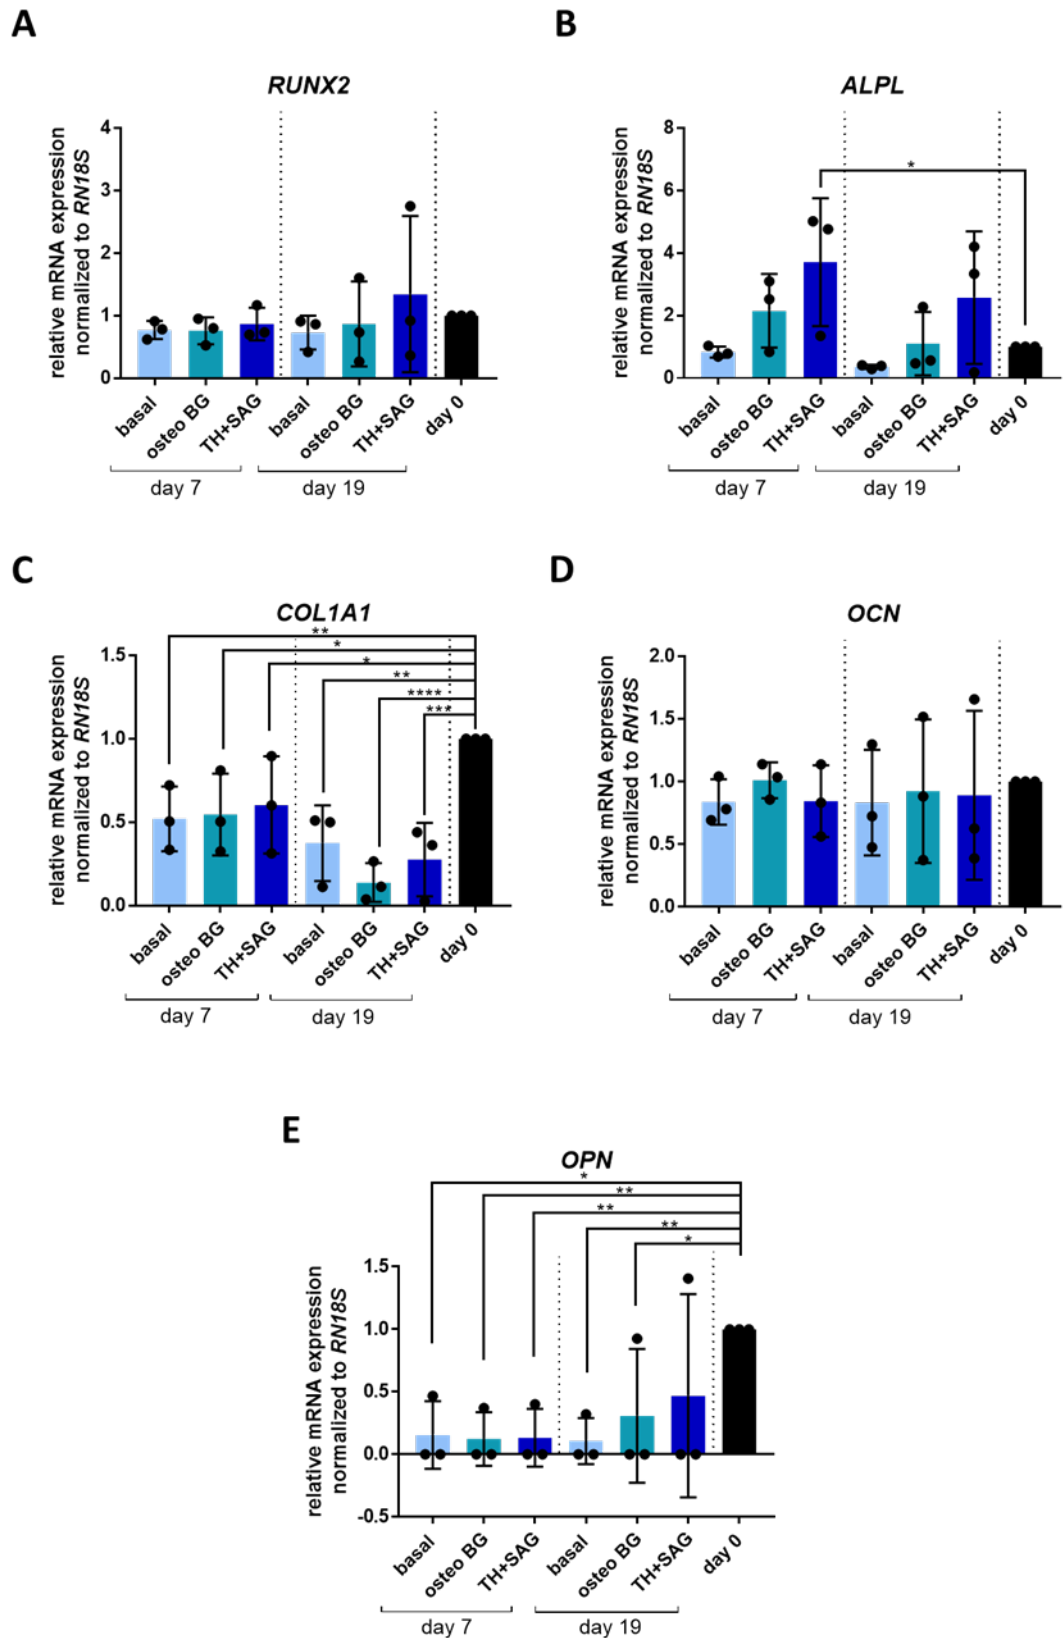 A
RUNX2
relative mRNA expression
normalized to RN18S
4
3
2
1
0
basal
osteo BG
TH+SAG
basal
osteo BG
TH+SAG
day 0
day 7
day 19
B
ALPL
relative mRNA expression
normalized to RN18S
8
6
4
2
0
*
basal
osteo BG
TH+SAG
basal
osteo BG
TH+SAG
day 0
day 7
day 19
C
COL1A1
relative mRNA expression
normalized to RN18S
**
*
*
**
****
***
1.5
1.0
0.5
0.0
basal
osteo BG
TH+SAG
basal
osteo BG
TH+SAG
day 0
day 7
day 19
D
OCN
relative mRNA expression
normalized to RN18S
2.0
1.5
1.0
0.5
0.0
basal
osteo BG
TH+SAG
basal
osteo BG
TH+SAG
day 0
day 7
day 19
E
OPN
relative mRNA expression
normalized to RN18S
*
**
**
**
*
1.5
1.0
0.5
0.0
-0.5
basal
osteo BG
TH+SAG
basal
osteo BG
TH+SAG
day 0
day 7
day 19